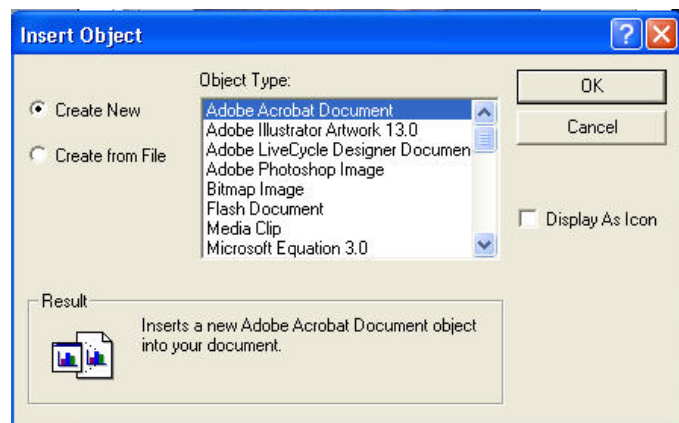 Insert Object
Object Type:
Create New
Create from File
Adobe Acrobat Document
Adobe Illustrator Artwork 13.0
Adobe LiveCycle Designer Documen
Adobe Photoshop Image
Bitmap Image
Flash Document
Media Clip
Microsoft Equation 3.0
OK
Cancel
Display As Icon
Result
Inserts a new Adobe Acrobat Document object
into your document.